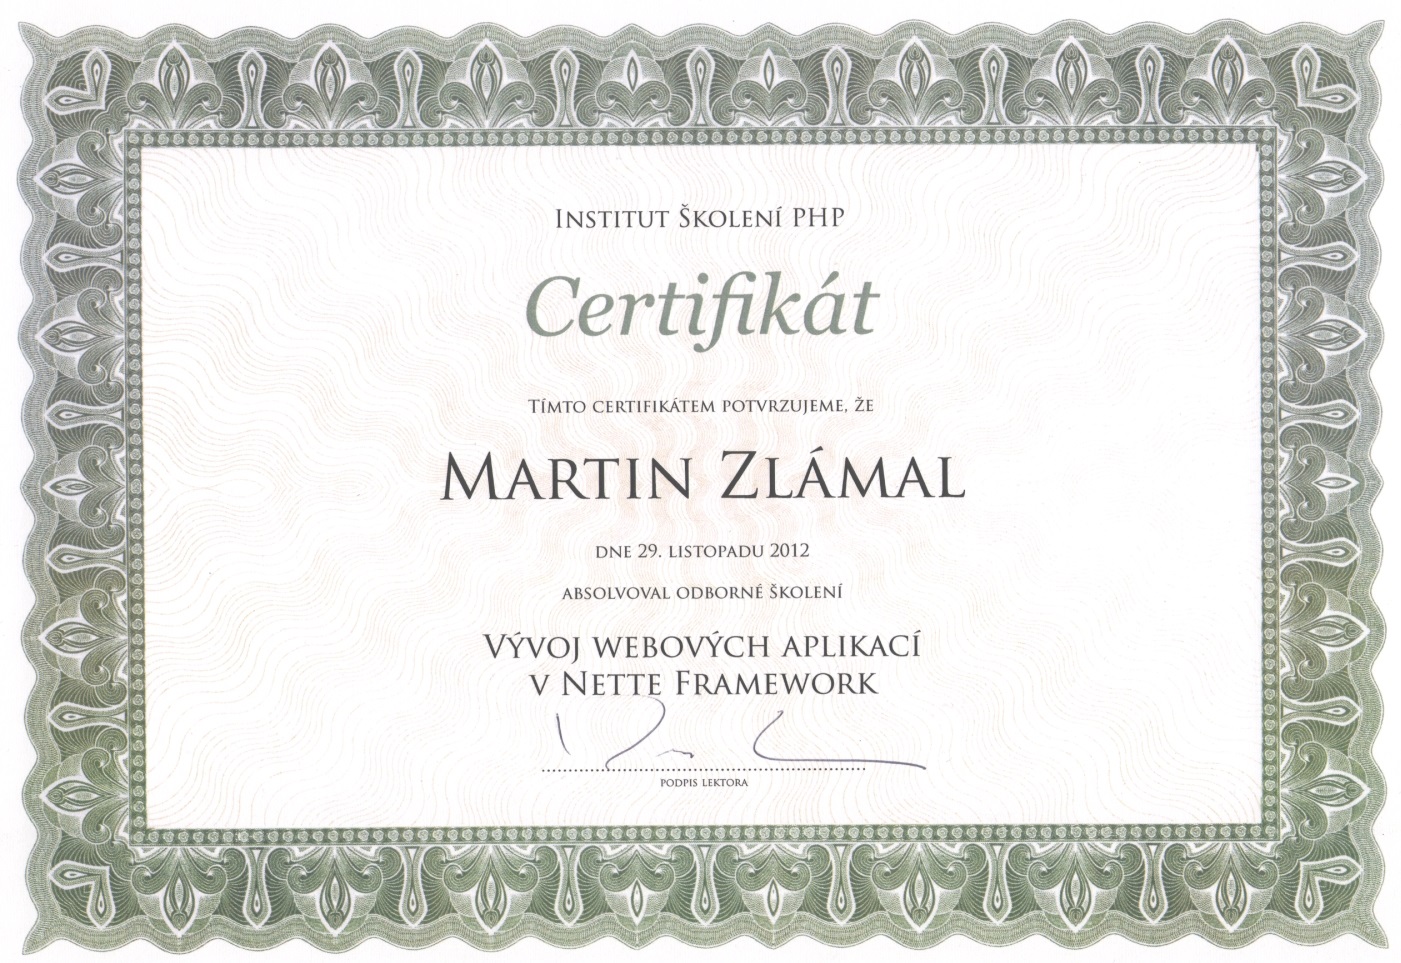 Institut Školení PHP
Certifikát
Tímto certifikátem potvrzujeme, že
Martin Zlámal
dne 29. listopadu 2012
absolvoval odborné školení
Vývoj webových aplikací
v Nette Framework
podpis lektora